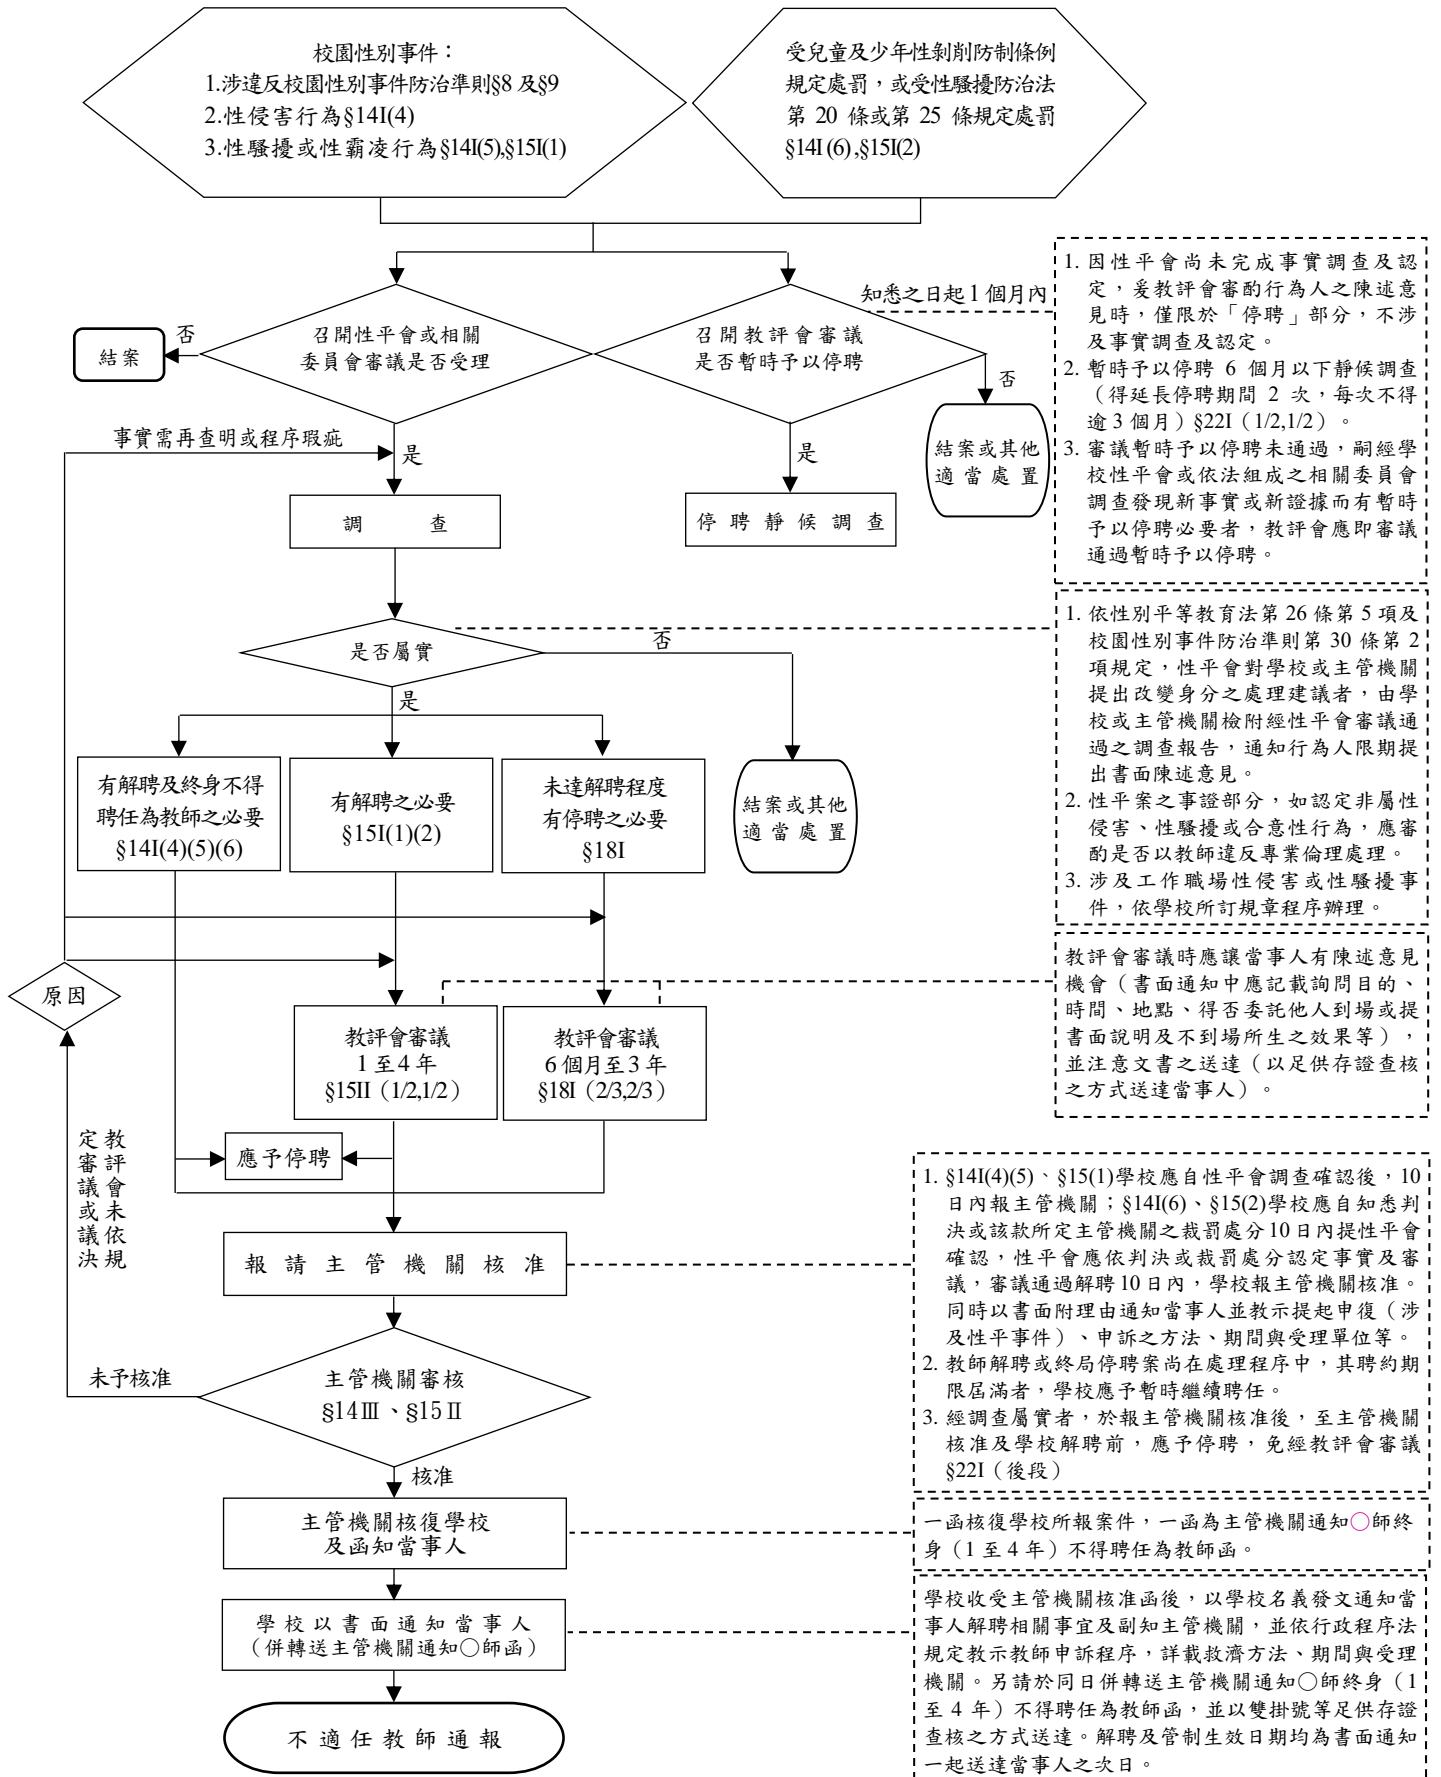 校園性別事件：
1.涉違反校園性別事件防治準則§8 及§9
2.性侵害行為§14I(4)
3.性騷擾或性霸凌行為§14I(5),§15I(1)
受兒童及少年性剝削防制條例
規定處罰，或受性騷擾防治法
第 20 條或第 25 條規定處罰
§14I (6) ,§15I(2)
召開性平會或相關
委員會審議是否受理
否
結案
知悉之日起 1 個月內
召開教評會審議
是否暫時予以停聘
否
結案或其他
適當處置
1. 因性平會尚未完成事實調查及認
定，爰教評會審酌行為人之陳述意
見時，僅限於「停聘」部分，不涉
及事實調查及認定。
2. 暫時予以停聘 6 個月以下靜候調查
（得延長停聘期間 2 次，每次不得
逾 3 個月）§22I（1/2,1/2）。
3. 審議暫時予以停聘未通過，嗣經學
校性平會或依法組成之相關委員會
調查發現新事實或新證據而有暫時
予以停聘必要者，教評會應即審議
通過暫時予以停聘。
事實需再查明或程序瑕疵
是
調 查
是
停聘靜候調查
是否屬實
否
是
結案或其他
適當處置
1. 依性別平等教育法第 26 條第 5 項及
校園性別事件防治準則第 30 條第 2
項規定，性平會對學校或主管機關
提出改變身分之處理建議者，由學
校或主管機關檢附經性平會審議通
過之調查報告，通知行為人限期提
出書面陳述意見。
2. 性平案之事證部分，如認定非屬性
侵害、性騷擾或合意性行為，應審
酌是否以教師違反專業倫理處理。
3. 涉及工作職場性侵害或性騷擾事
件，依學校所訂規章程序辦理。
有解聘及終身不得
聘任為教師之必要
§14I(4)(5)(6)
有解聘之必要
§15I(1)(2)
未達解聘程度
有停聘之必要
§18I
原因
教評會審議
1 至 4 年
§15II（1/2,1/2）
教評會審議
6 個月至 3 年
§18I（2/3,2/3）
教評會審議時應讓當事人有陳述意見
機會（書面通知中應記載詢問目的、
時間、地點、得否委託他人到場或提
書面說明及不到場所生之效果等），
並注意文書之送達（以足供存證查核
之方式送達當事人）。
教評會未依規
定審議或議決
應予停聘
報請主管機關核准
1. §14I(4)(5)、§15(1)學校應自性平會調查確認後，10
日內報主管機關；§14I(6)、§15(2)學校應自知悉判
決或該款所定主管機關之裁罰處分 10 日內提性平會
確認，性平會應依判決或裁罰處分認定事實及審
議，審議通過解聘 10 日內，學校報主管機關核准。
同時以書面附理由通知當事人並教示提起申復（涉
及性平事件）、申訴之方法、期間與受理單位等。
2. 教師解聘或終局停聘案尚在處理程序中，其聘約期
限屆滿者，學校應予暫時繼續聘任。
3. 經調查屬實者，於報主管機關核准後，至主管機關
核准及學校解聘前，應予停聘，免經教評會審議
§22I（後段）
未予核准
主管機關審核
§14Ⅲ、§15Ⅱ
核准
主管機關核復學校
及函知當事人
一函核復學校所報案件，一函為主管機關通知○師終
身（1 至 4 年）不得聘任為教師函。
學校以書面通知當事人
（併轉送主管機關通知○師函）
學校收受主管機關核准函後，以學校名義發文通知當
事人解聘相關事宜及副知主管機關，並依行政程序法
規定教示教師申訴程序，詳載救濟方法、期間與受理
機關。另請於同日併轉送主管機關通知○師終身（1
至 4 年）不得聘任為教師函，並以雙掛號等足供存證
查核之方式送達。解聘及管制生效日期均為書面通知
一起送達當事人之次日。
不適任教師通報